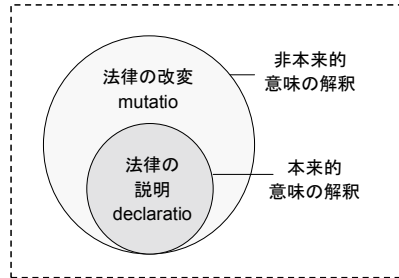 法律の改変
mutatio
非本来的
意味の解釈
法律の
説明
declaratio
本来的
意味の解釈